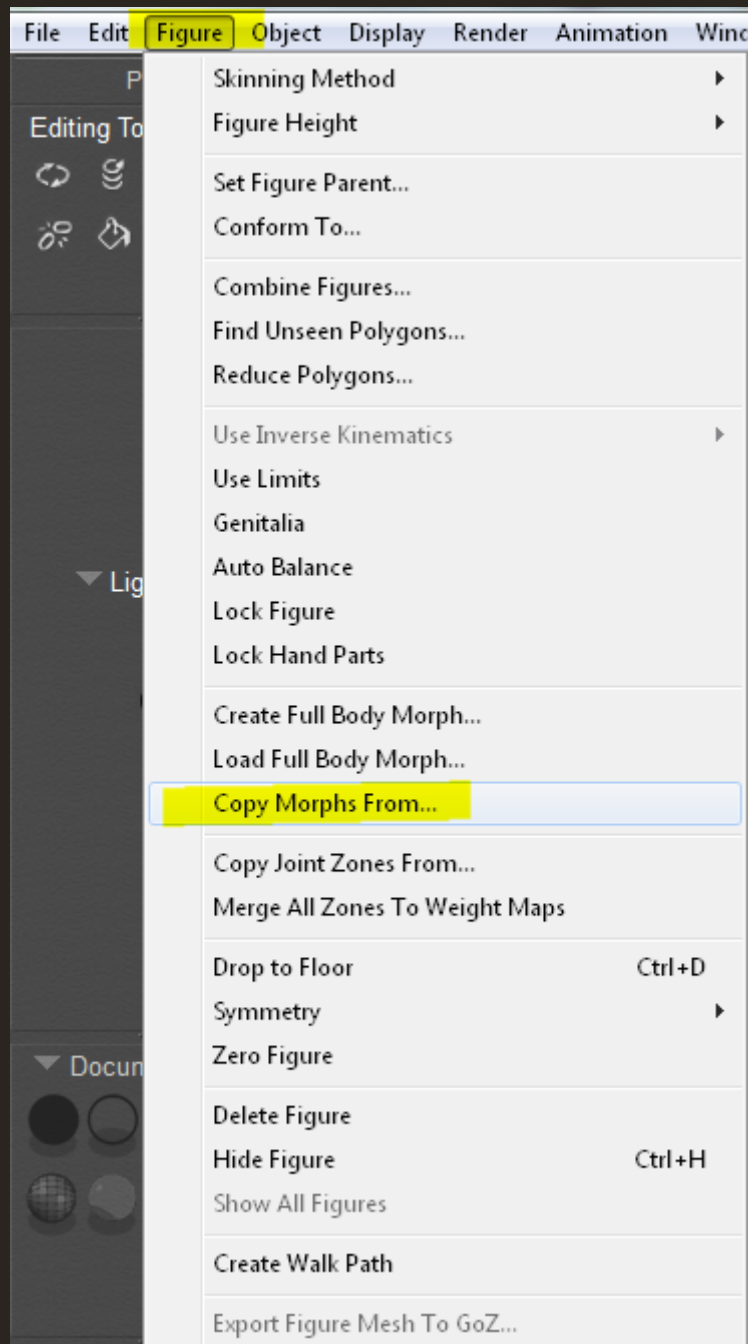 File Edit Figure Object Display Render Animation
Skinning Method
Editing To
Figure Height
Set Figure Parent...
Conform To...
Combine Figures...
Find Unseen Polygons...
Reduce Polygons...
Use Inverse Kinematics
Use Limits
Genitalia
Auto Balance
Lig
Lock Figure
Lock Hand Parts
Create Full Body Morph...
Load Full Body Morph...
Copy Morphs From...
Copy Joint Zones From...
Merge All Zones To Weight Maps
Drop to Floor Ctrl+D
Symmetry
Zero Figure
Docun
Delete Figure
Hide Figure Ctrl+H
Show All Figures
Create Walk Path
Export Figure Mesh To GoZ...